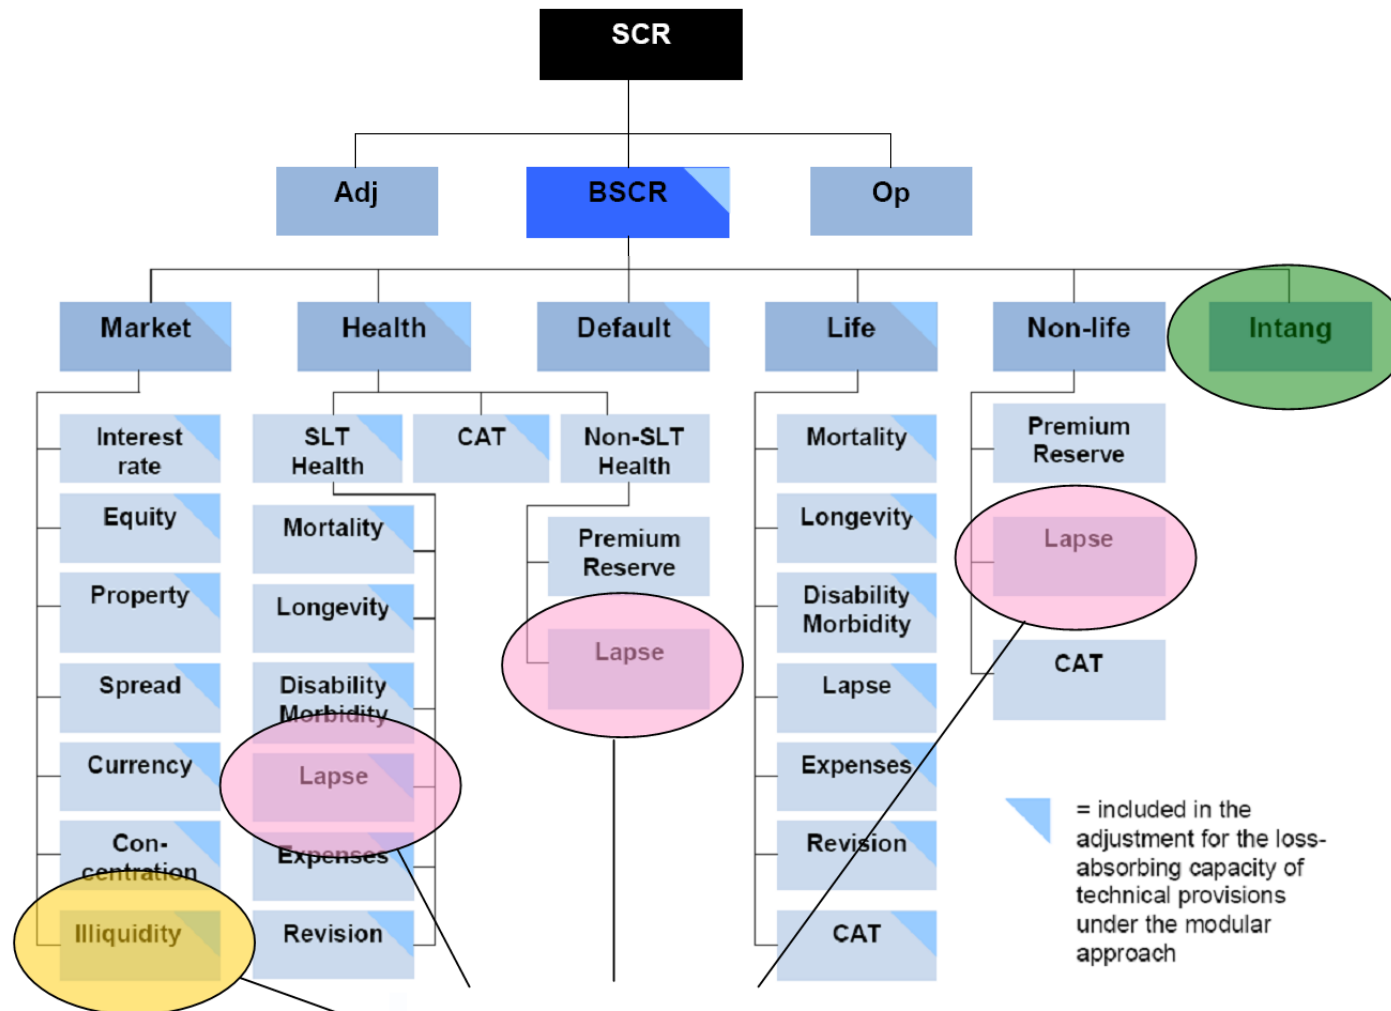 SCR
Adj
BSCR
Op
Market
Health
Default
Life
Non-life
Intang
Interest
rate
Equity
Property
Spread
Currency
Con-
centration
Illiquidity
SLT
Health
CAT
Non-SLT
Health
Mortality
Longevity
Disability
Morbidity
Lapse
Expenses
Revision
Premium
Reserve
Lapse
Mortality
Longevity
Disability
Morbidity
Lapse
Expenses
Revision
CAT
Premium
Reserve
Lapse
CAT
= included in the
adjustment for the loss-
absorbing capacity of
technical provisions
under the modular
approach